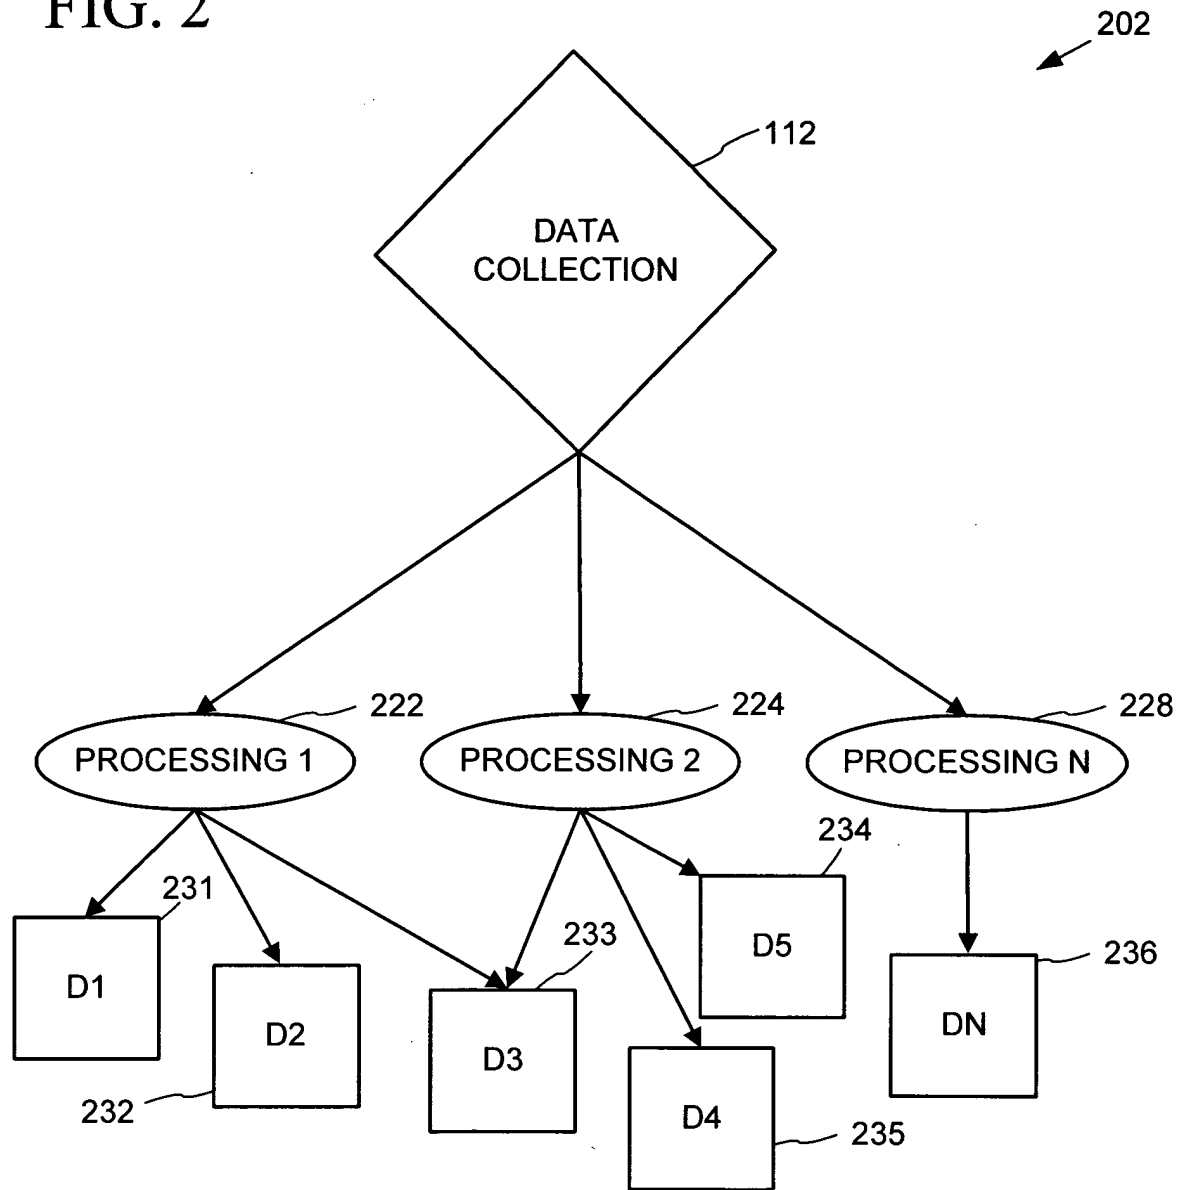 FIG. 2
202
112
DATA
COLLECTION
222
224
228
PROCESSING 1
PROCESSING 2
PROCESSING N
234
231
233
236
D1
D2
D3
D5
DN
232
D4
235